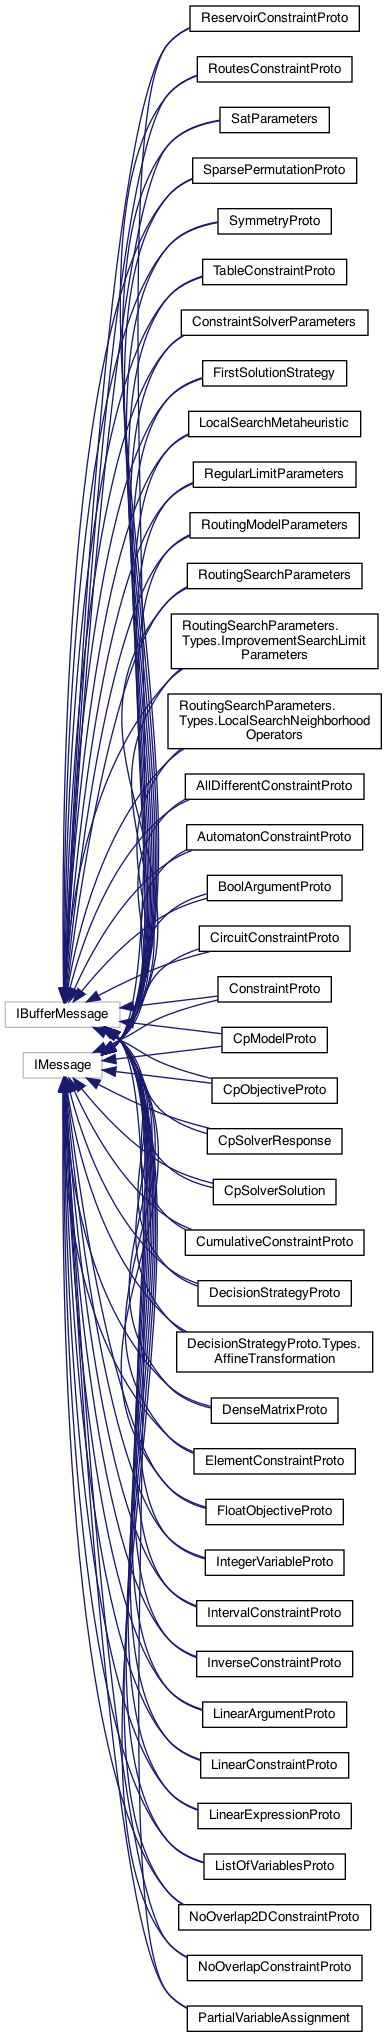 ReservoirConstraintProto
RoutesConstraintProto
SatParameters
SparsePermutationProto
SymmetryProto
TableConstraintProto
ConstraintSolverParameters
FirstSolutionStrategy
LocalSearchMetaheuristic
RegularLimitParameters
RoutingModelParameters
RoutingSearchParameters
RoutingSearchParameters.
Types.ImprovementSearchLimit
Parameters
RoutingSearchParameters.
Types.LocalSearchNeighborhood
Operators
AllDifferentConstraintProto
AutomatonConstraintProto
BoolArgumentProto
CircuitConstraintProto
ConstraintProto
IBufferMessage
CpModelProto
IMessage
CpObjectiveProto
CpSolverResponse
CpSolverSolution
CumulativeConstraintProto
DecisionStrategyProto
DecisionStrategyProto.Types.
AffineTransformation
DenseMatrixProto
ElementConstraintProto
FloatObjectiveProto
IntegerVariableProto
IntervalConstraintProto
InverseConstraintProto
LinearArgumentProto
LinearConstraintProto
LinearExpressionProto
ListOfVariablesProto
NoOverlap2DConstraintProto
NoOverlapConstraintProto
PartialVariableAssignment